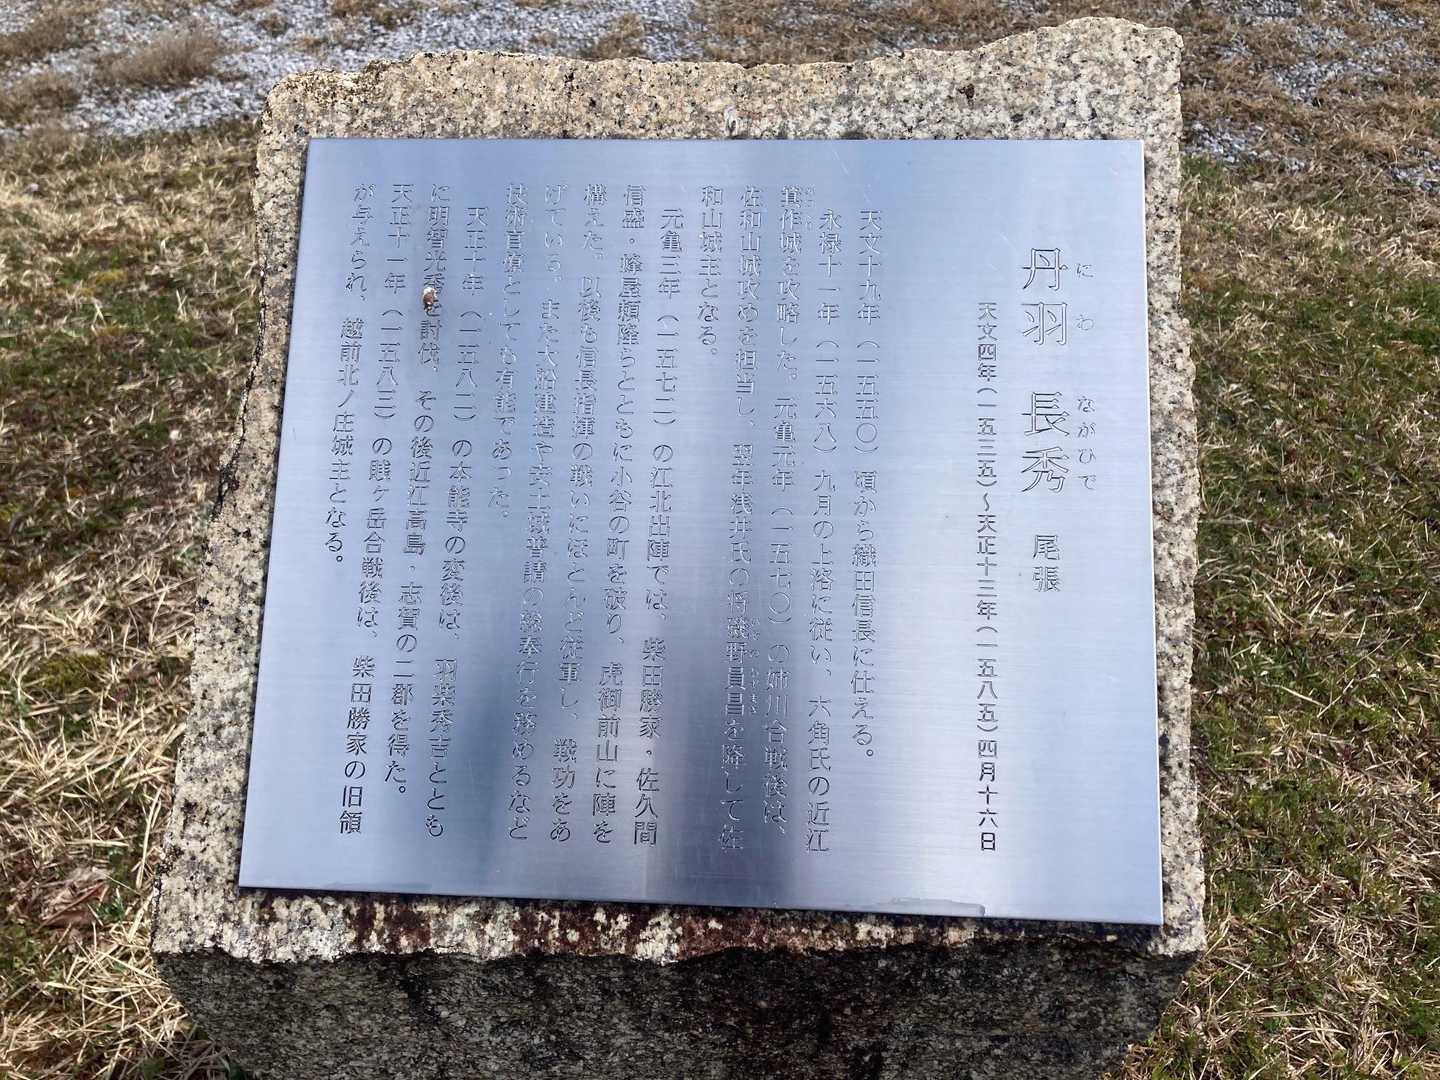 にわ ながひで
丹羽 長秀 尾張
天文四年(一五三五)〜天正十三年(一五八五)四月十六日
天文十九年(一五五〇)頃から織田信長に仕える。
永禄十一年(一五六八)九月の上洛に従い、六角氏の近江
箕作城を攻略した。元亀元年(一五七〇)の姉川合戦後は、
佐和山城攻めを担当し、翌年浅井氏の将磯野員昌を降して佐
和山城主となる。
元亀三年(一五七二)の江北出陣では、柴田勝家・佐久間
信盛・蜂屋頼隆らとともに小谷の町を破り、虎御前山に陣を
構えた。以後も信長指揮の戦いにほとんど従軍し、戦功をあ
げている。また大船建造や安土城普請の総奉行を務めるなど
技術官僚としても有能であった。
天正十年(一五八二)の本能寺の変後は、羽柴秀吉ととも
に明智光秀を討伐、その後近江高島・志賀の二郡を得た。
天正十一年(一五八三)の賤ヶ岳合戦後は、柴田勝家の旧領
が与えられ、越前北ノ庄城主となる。